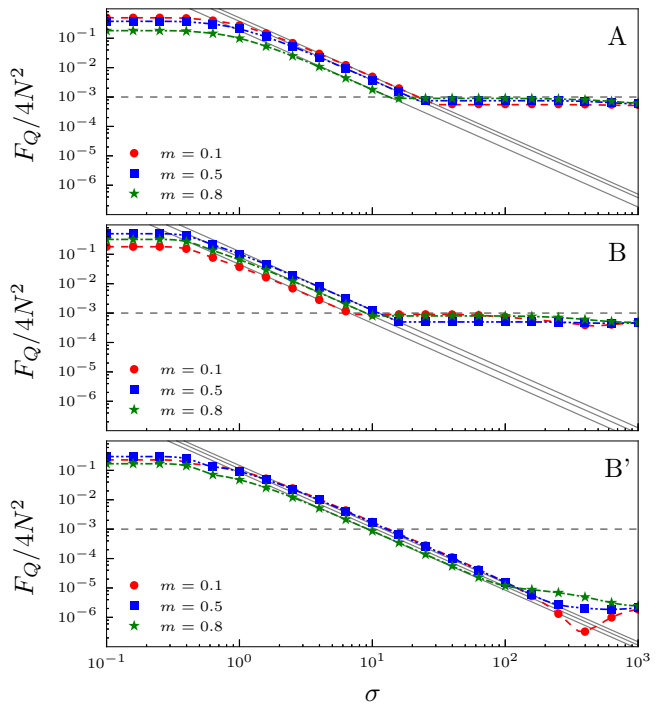 A
F_Q/4N^2
10^{-1}
10^{-2}
10^{-3}
10^{-4}
10^{-5}
10^{-6}
m = 0.1
m = 0.5
m = 0.8
B
F_Q/4N^2
10^{-1}
10^{-2}
10^{-3}
10^{-4}
10^{-5}
10^{-6}
m = 0.1
m = 0.5
m = 0.8
B'
F_Q/4N^2
10^{-1}
10^{-2}
10^{-3}
10^{-4}
10^{-5}
10^{-6}
m = 0.1
m = 0.5
m = 0.8
10^{-1} 10^0 10^1 10^2 10^3
σ